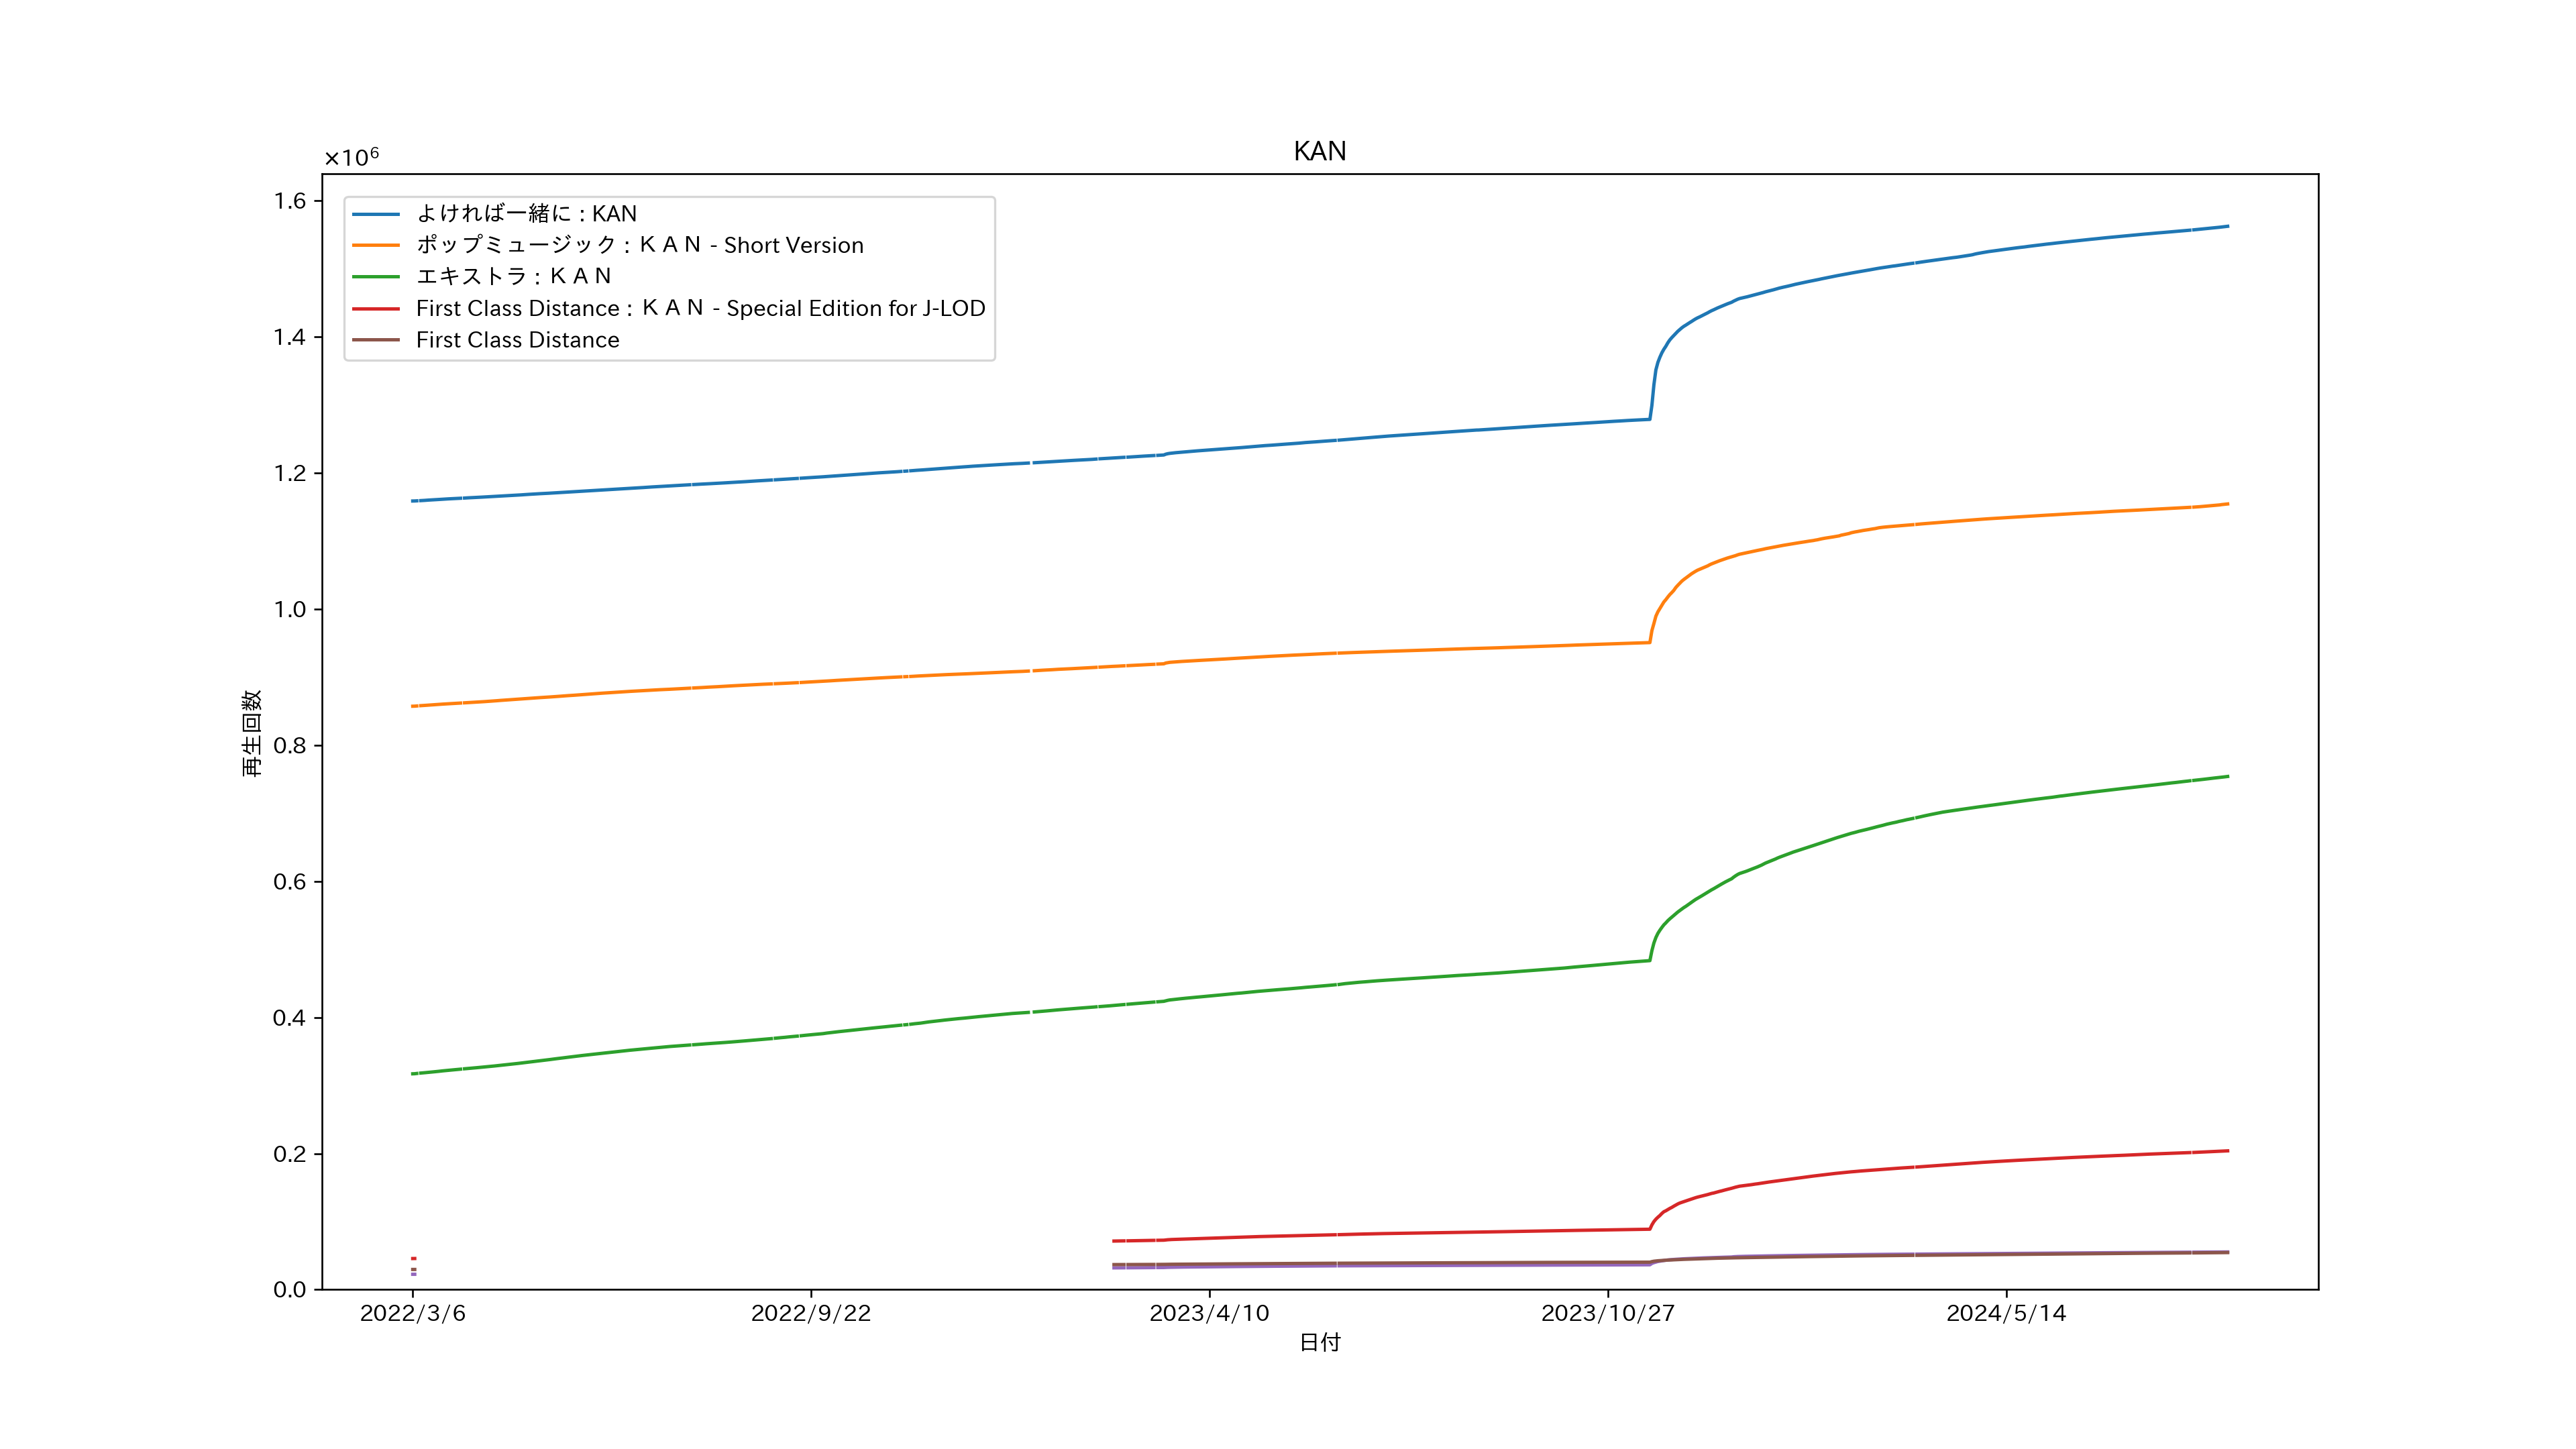 KAN
×10⁶
1.6
1.4
1.2
1.0
0.8
0.6
0.4
0.2
0.0
再生回数
よければ一緒に : KAN
ポップミュージック : ＫＡＮ - Short Version
エキストラ : ＫＡＮ
First Class Distance : ＫＡＮ - Special Edition for J-LOD
First Class Distance
2022/3/6
2022/9/22
2023/4/10
2023/10/27
2024/5/14
日付